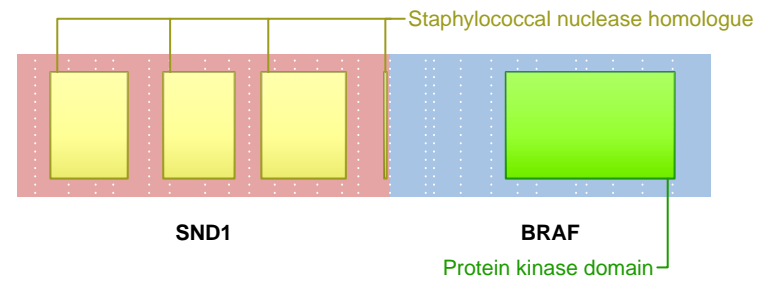 Staphylococcal nuclease homologue
SND1
BRAF
Protein kinase domain